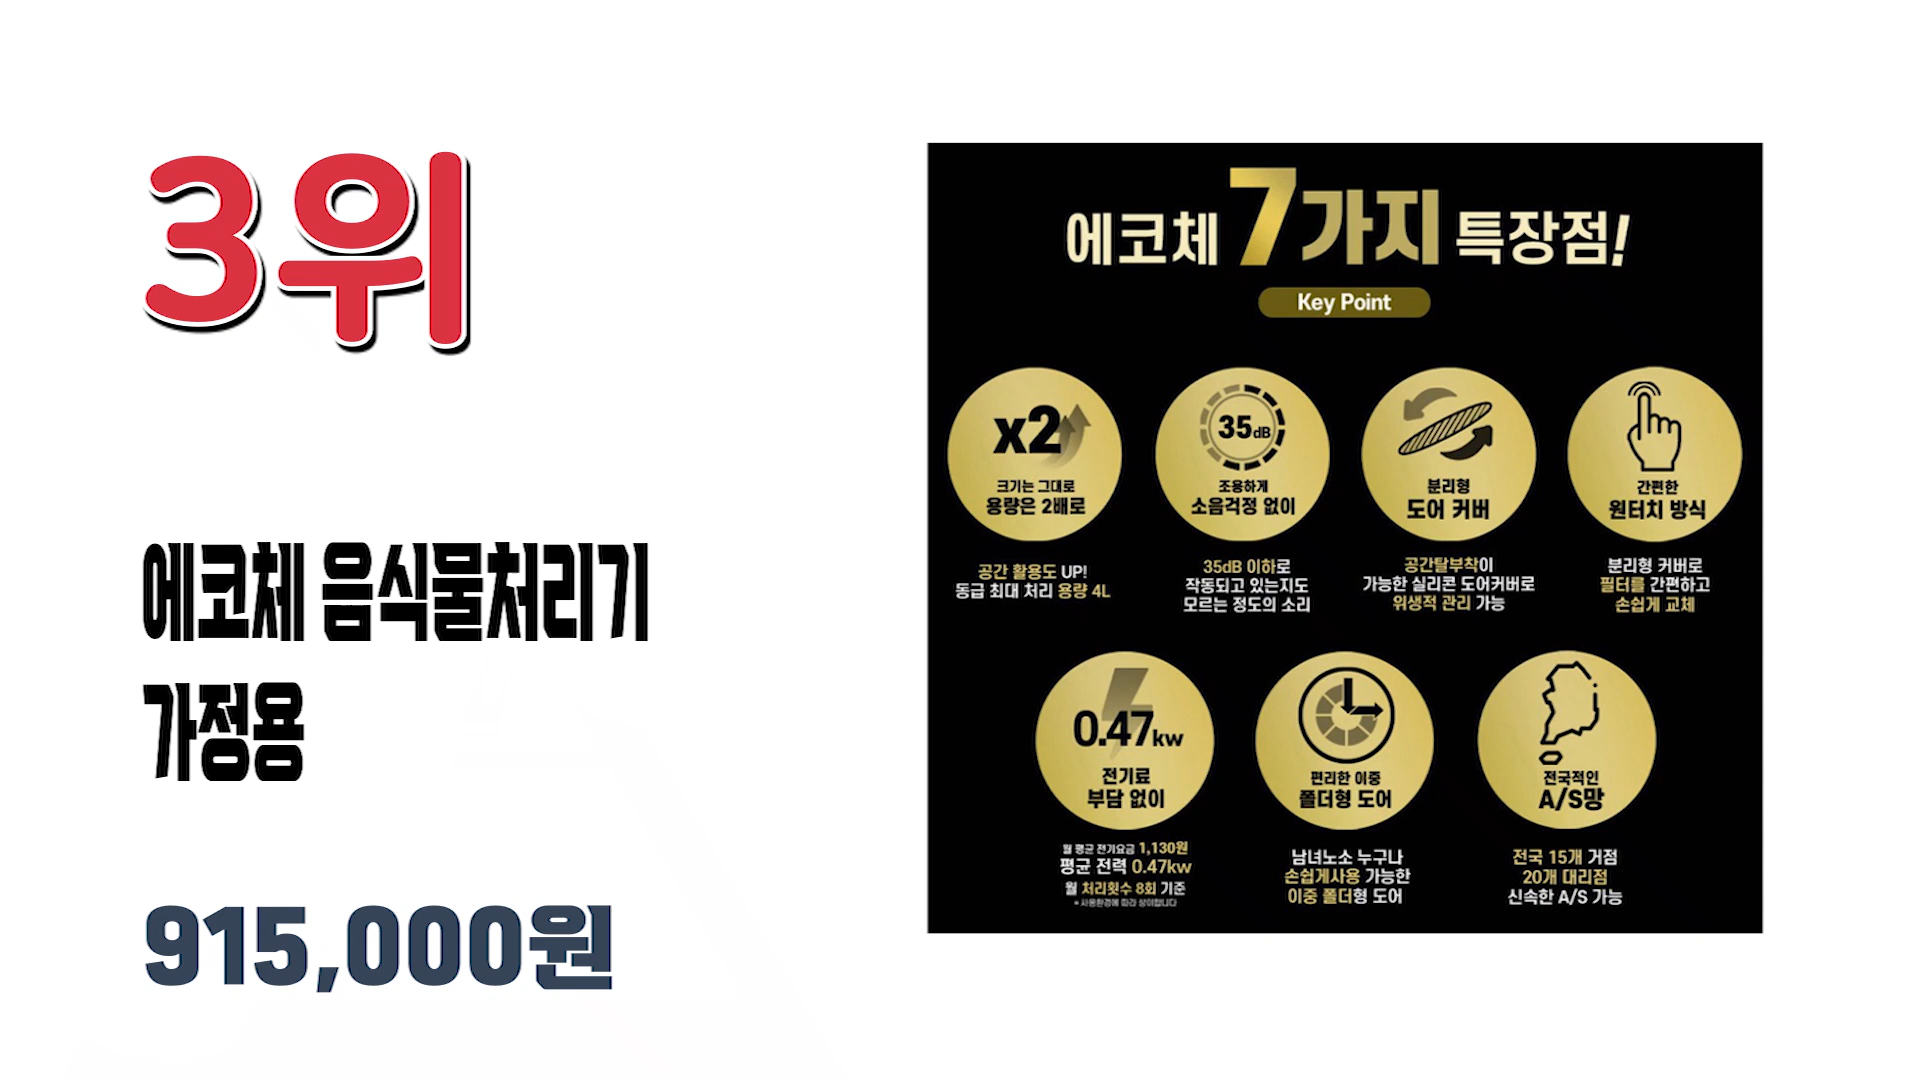 3위
에코체 음식물처리기
가정용
915,000원
에코체 7가지 특장점!
Key Point
x2
크기는 그대로
용량은 2배로
공간 활용도 UP!
동급 최대 처리 용량 4L
35dB
조용하게
소음걱정 없이
35dB 이하로
작동되고 있는지도
모르는 정도의 소리
분리형
도어 커버
공간탈부착이
가능한 실리콘 도어커버로
위생적 관리 가능
간편한
원터치 방식
분리형 커버로
필터를 간편하고
손쉽게 교체
0.47kw
전기료
부담 없이
월 평균 전기요금 1,130원
평균 전력 0.47kw
월 처리횟수 8회 기준
* 사용환경에 따라 상이합니다
편리한 이중
폴더형 도어
남녀노소 누구나
손쉽게사용 가능한
이중 폴더형 도어
전국적인
A/S망
전국 15개 거점
20개 대리점
신속한 A/S 가능